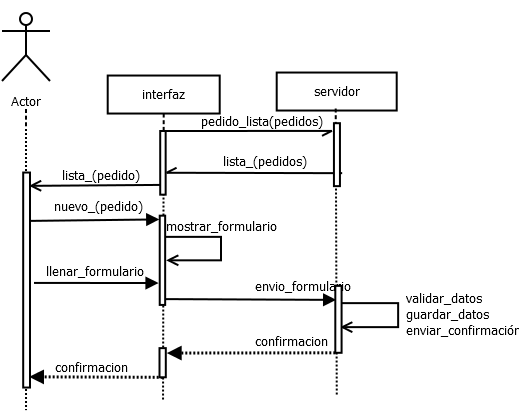 Actor
interfaz
servidor
pedido_lista(pedidos)
lista_(pedidos)
lista_(pedido)
nuevo_(pedido)
mostrar_formulario
llenar_formulario
envio_formulario
validar_datos
guardar_datos
enviar_confirmación
confirmacion
confirmacion